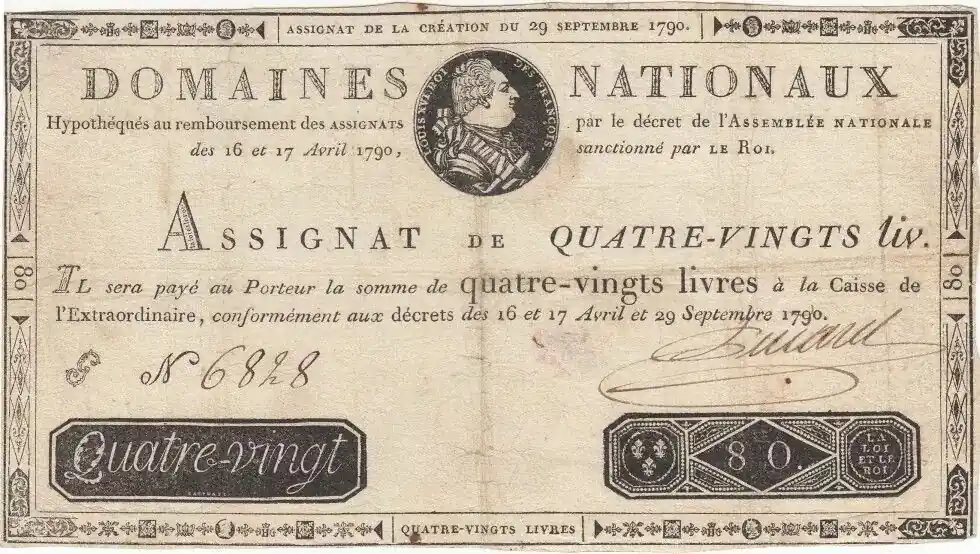 ASSIGNAT DE LA CRÉATION DU 29 SEPTEMBRE 1790.
DOMAINES NATIONAUX
LOUIS XVI ROI DES FRANÇOIS.
Hypothéqués au remboursement des ASSIGNATS par le décret de l'ASSEMBLÉE NATIONALE
des 16 et 17 Avril 1790, sanctionné par LE ROI.
ASSIGNAT DE QUATRE-VINGTS liv.
IL sera payé au Porteur la somme de quatre-vingts livres à la Caisse de
l'Extraordinaire, conformément aux décrets des 16 et 17 Avril et 29 Septembre 1790.
N 6828
Quatre-vingt
80.
LA
LOI
ET LE
ROI
80
80
QUATRE-VINGTS LIVRES